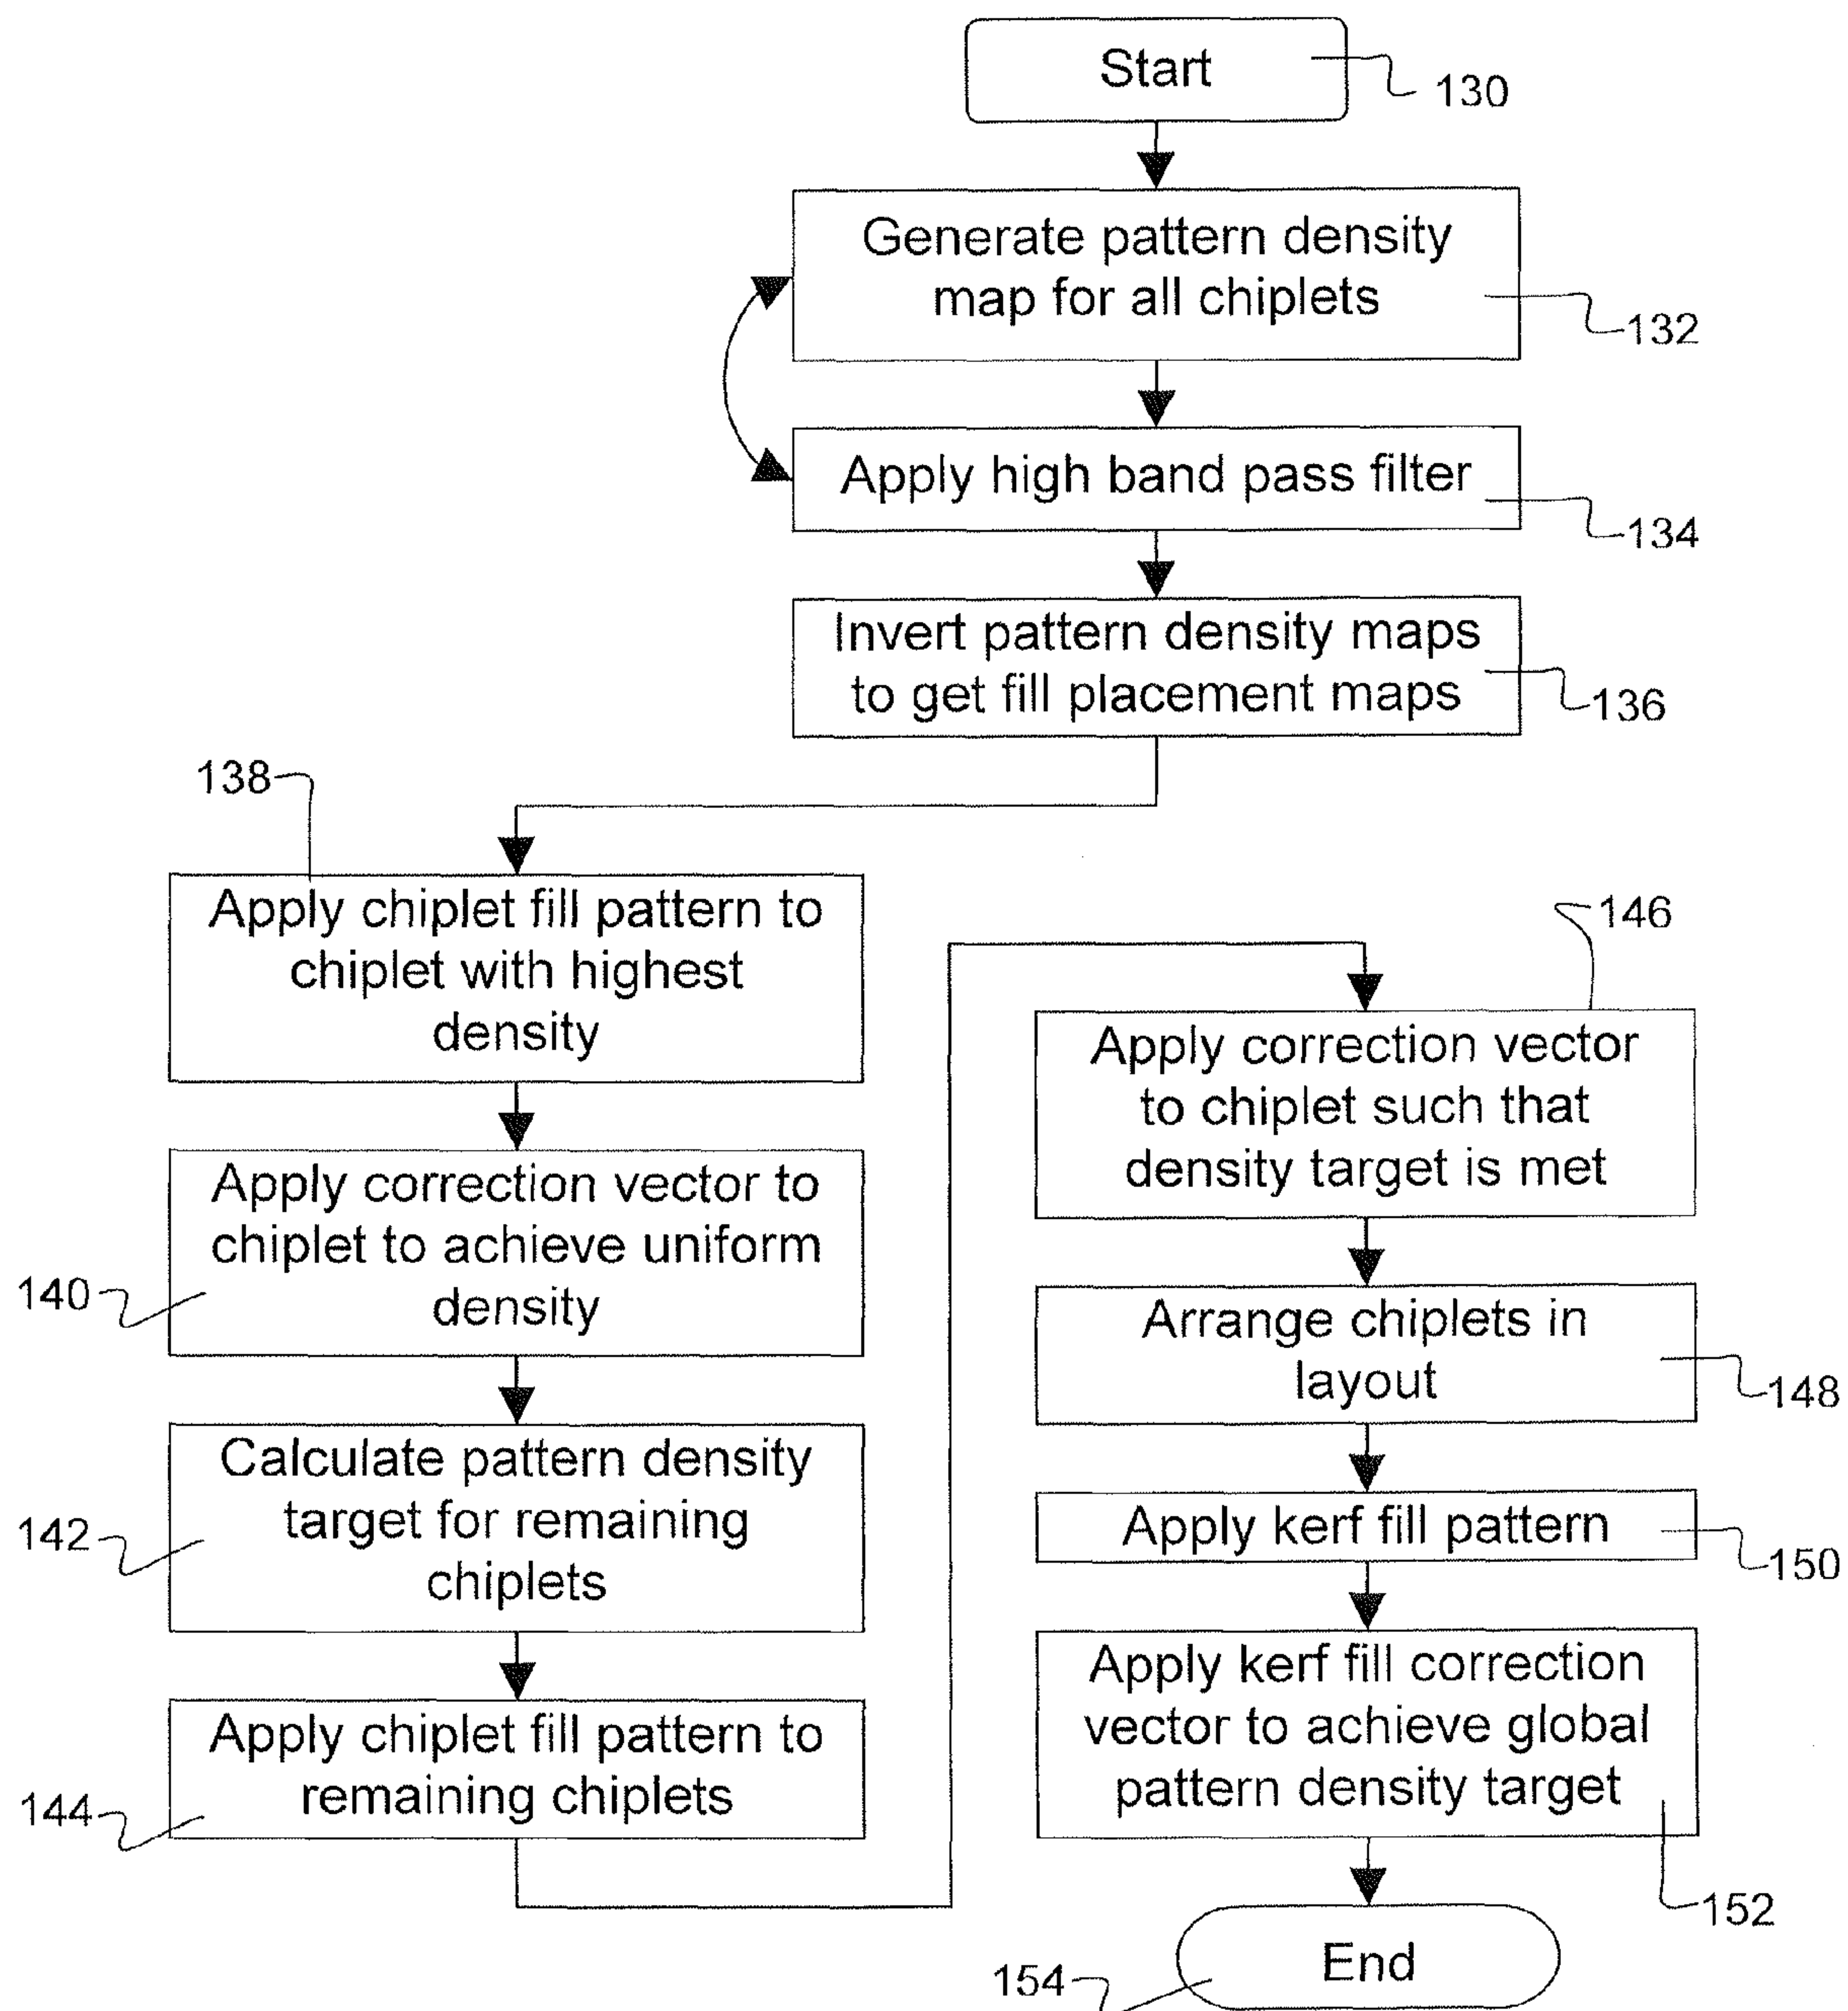 Start
130
Generate pattern density
map for all chiplets
132
Apply high band pass filter
134
Invert pattern density maps
to get fill placement maps
136
138
Apply chiplet fill pattern to
chiplet with highest
density
Apply correction vector to
chiplet to achieve uniform
density
140
Calculate pattern density
target for remaining
chiplets
142
Apply chiplet fill pattern to
remaining chiplets
144
146
Apply correction vector
to chiplet such that
density target is met
Arrange chiplets in
layout
148
Apply kerf fill pattern
150
Apply kerf fill correction
vector to achieve global
pattern density target
152
End
154